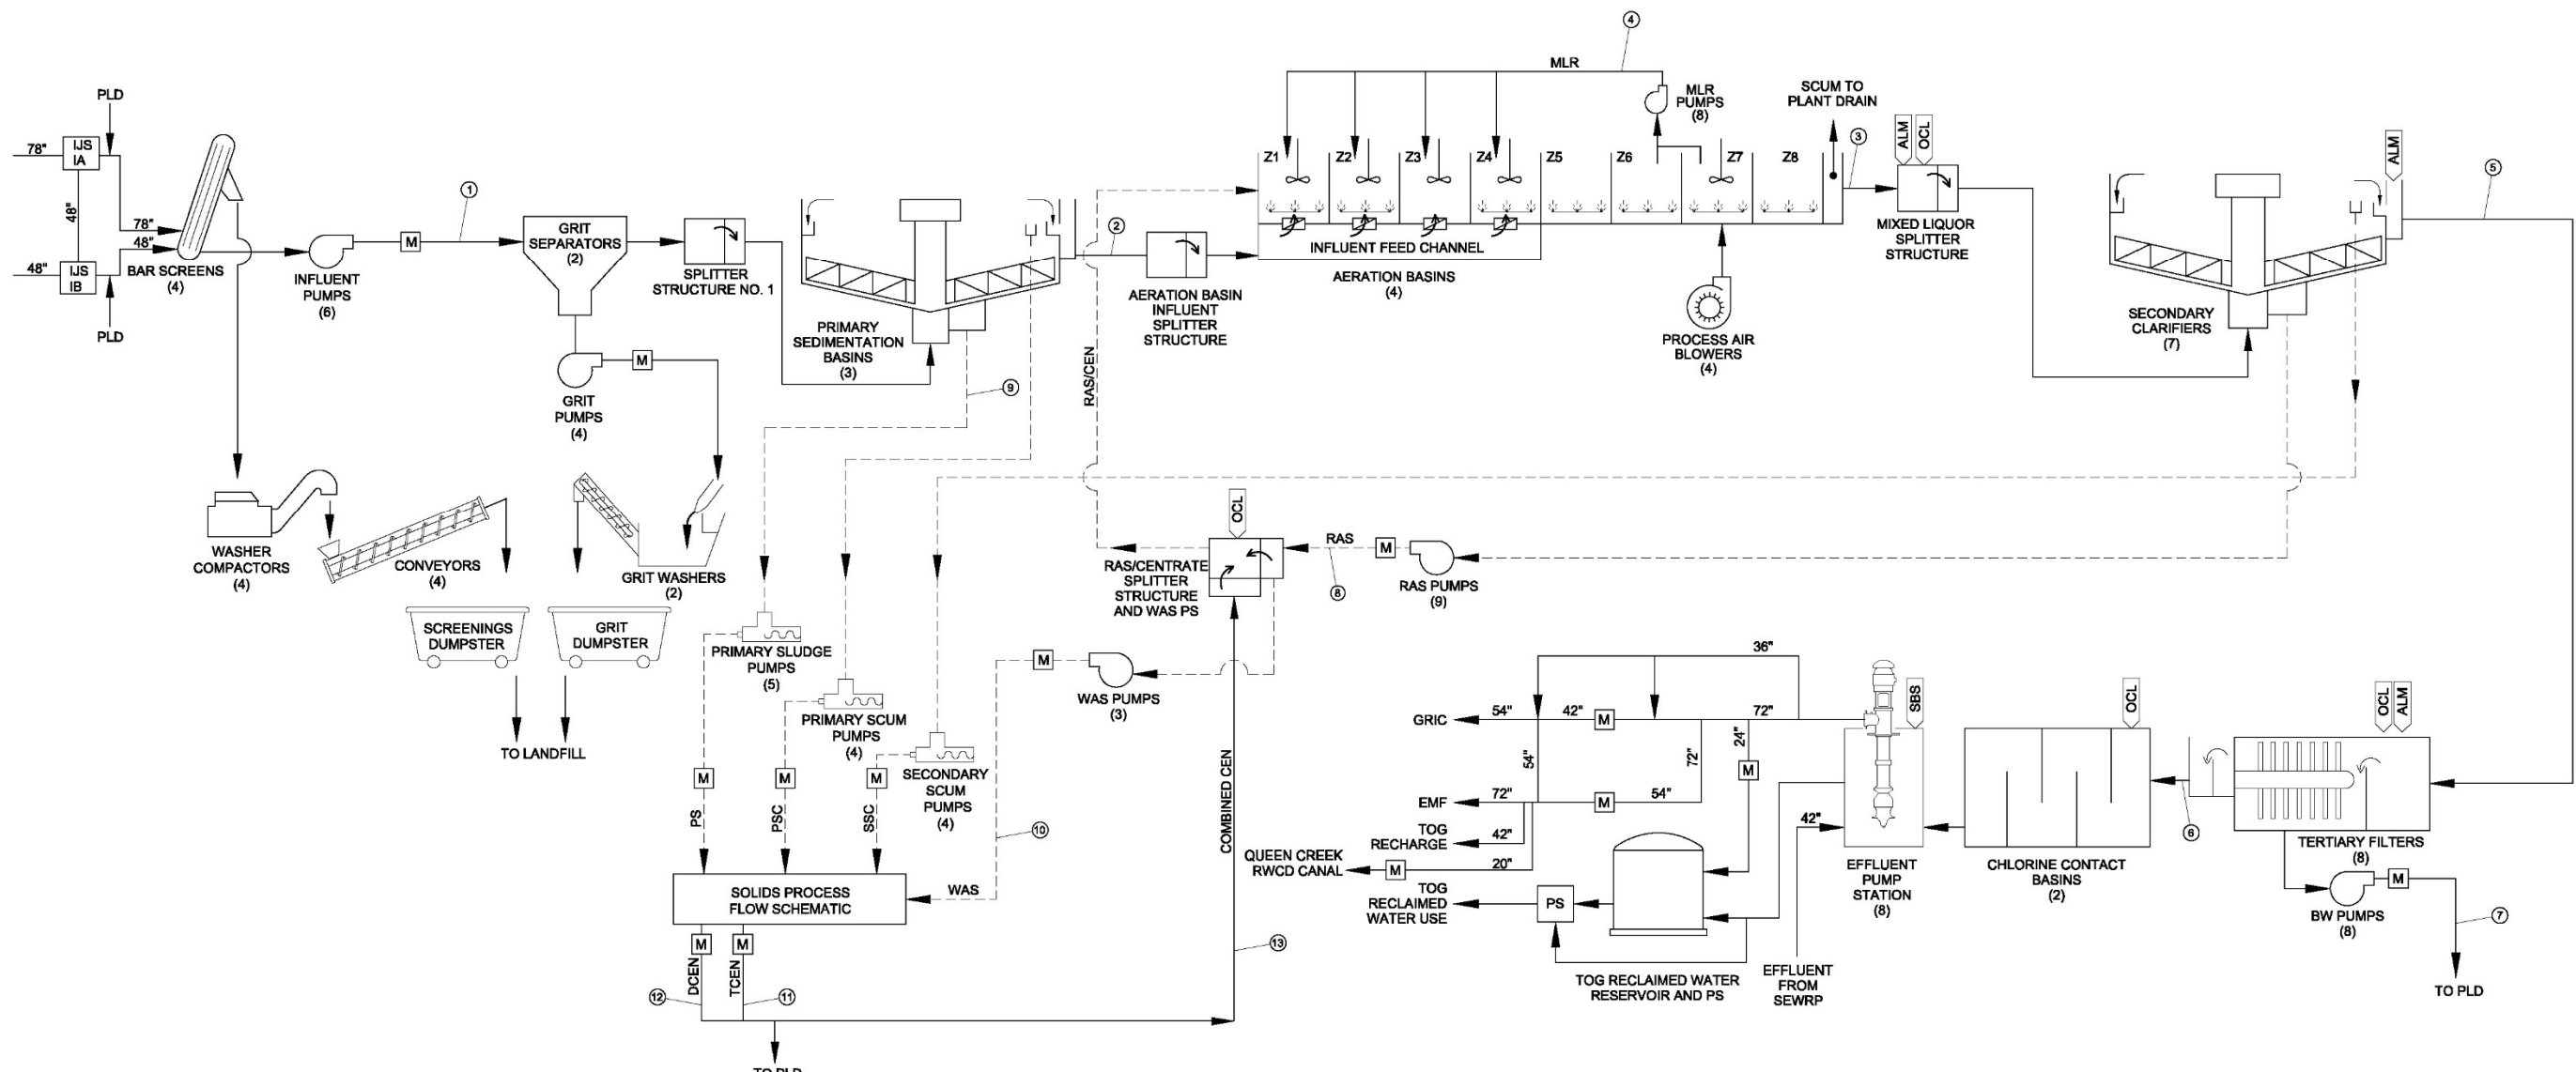 4
MLR
PLD
MLR
PUMPS
(8)
SCUM TO
PLANT DRAIN
ALM
OCL
ALM
3
5
78"
IJS
IA
48"
78"
48"
48"
IJS
IB
PLD
BAR SCREENS
(4)
1
M
INFLUENT
PUMPS
(6)
GRIT
SEPARATORS
(2)
SPLITTER
STRUCTURE NO. 1
PRIMARY
SEDIMENTATION
BASINS
(3)
2
AERATION BASIN
INFLUENT
SPLITTER
STRUCTURE
Z1
Z2
Z3
Z4
Z5
Z6
Z7
Z8
INFLUENT FEED CHANNEL
AERATION BASINS
(4)
PROCESS AIR
BLOWERS
(4)
MIXED LIQUOR
SPLITTER
STRUCTURE
SECONDARY
CLARIFIERS
(7)
M
GRIT
PUMPS
(4)
9
RAS/CEN
WASHER
COMPACTORS
(4)
CONVEYORS
(4)
GRIT WASHERS
(2)
OCL
RAS
M
8
RAS/CENTRATE
SPLITTER
STRUCTURE
AND WAS PS
RAS PUMPS
(9)
SCREENINGS
DUMPSTER
GRIT
DUMPSTER
TO LANDFILL
PRIMARY SLUDGE
PUMPS
(5)
PRIMARY SCUM
PUMPS
(4)
SECONDARY
SCUM
PUMPS
(4)
M
WAS PUMPS
(3)
M
M
M
PS
PSC
SSC
10
COMBINED CEN
SOLIDS PROCESS
FLOW SCHEMATIC
WAS
M
M
DCEN
TCEN
12
11
13
TO PLD
36"
GRIC
54"
42"
M
72"
54"
72"
24"
M
EMF
72"
M
54"
TOG
RECHARGE
42"
QUEEN CREEK
RWCD CANAL
M
20"
TOG
RECLAIMED
WATER USE
PS
TOG RECLAIMED WATER
RESERVOIR AND PS
42"
EFFLUENT
FROM
SEWRP
SBS
EFFLUENT
PUMP
STATION
(8)
OCL
CHLORINE CONTACT
BASINS
(2)
6
OCL
ALM
TERTIARY FILTERS
(8)
M
BW PUMPS
(8)
7
TO PLD